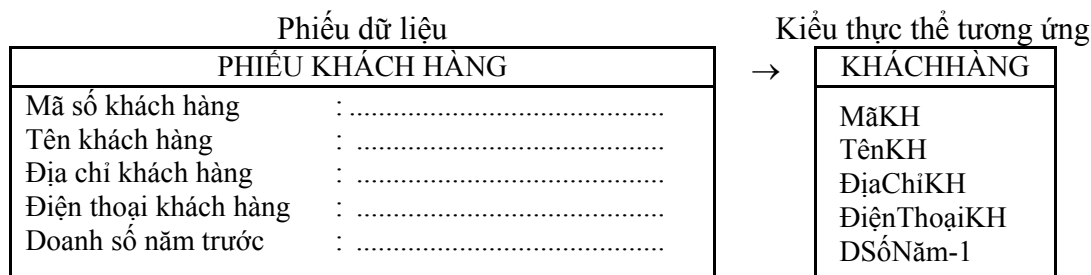 Phiếu dữ liệu Kiểu thực thể tương ứng
PHIẾU KHÁCH HÀNG → KHÁCHHÀNG
Mã số khách hàng : ..........................................
Tên khách hàng : ..........................................
Địa chỉ khách hàng : ..........................................
Điện thoại khách hàng : ..........................................
Doanh số năm trước : ..........................................
MãKH
TênKH
ĐịaChỉKH
ĐiệnThoạiKH
DSốNăm-1